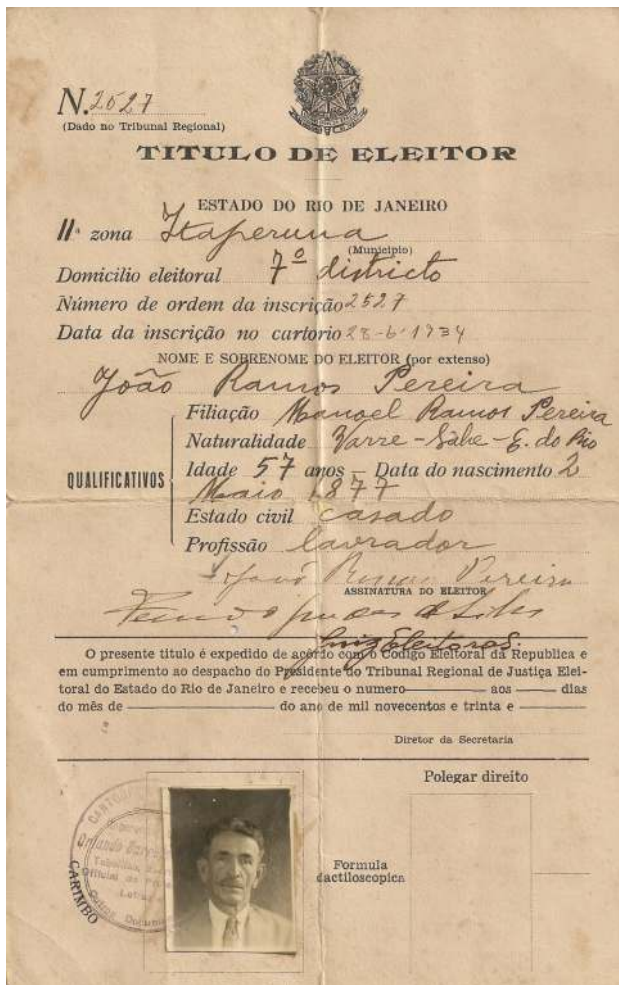 N. 2527
(Dado no Tribunal Regional)
TITULO DE ELEITOR
ESTADO DO RIO DE JANEIRO
11ª zona Itaperuna
(Municipio)
Domicilio eleitoral 7º districto
Número de ordem da inscrição 2527
Data da inscrição no cartorio 28-6-1934
NOME E SOBRENOME DO ELEITOR (por extenso)
João Ramos Pereira
QUALIFICATIVOS
Filiação Manoel Ramos Pereira
Naturalidade Varre-Sahe-E. do Rio
Idade 57 anos — Data do nascimento 2
Maio 1877
Estado civil casado
Profissão lavrador
João Ramos Pereira
ASSINATURA DO ELEITOR
Juiz Eleitoral.
O presente titulo é expedido de acôrdo com o Codigo Eleitoral da Republica e
em cumprimento ao despacho do Presidente do Tribunal Regional de Justiça Elei-
toral do Estado do Rio de Janeiro e recebeu o numero aos dias
do mês de do ano de mil novecentos e trinta e
Diretor da Secretaria
Polegar direito
Formula
dactiloscopica
CARIMBO
Orlando